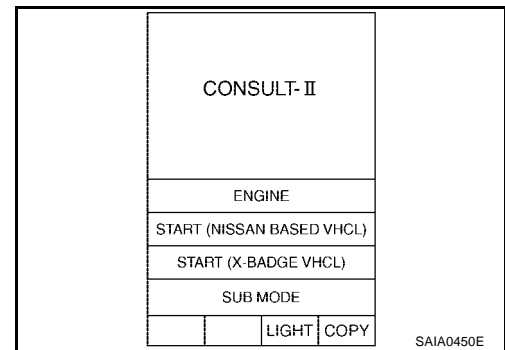 CONSULT-II
ENGINE
START (NISSAN BASED VHCL)
START (X-BADGE VHCL)
SUB MODE
LIGHT COPY
SAIA0450E